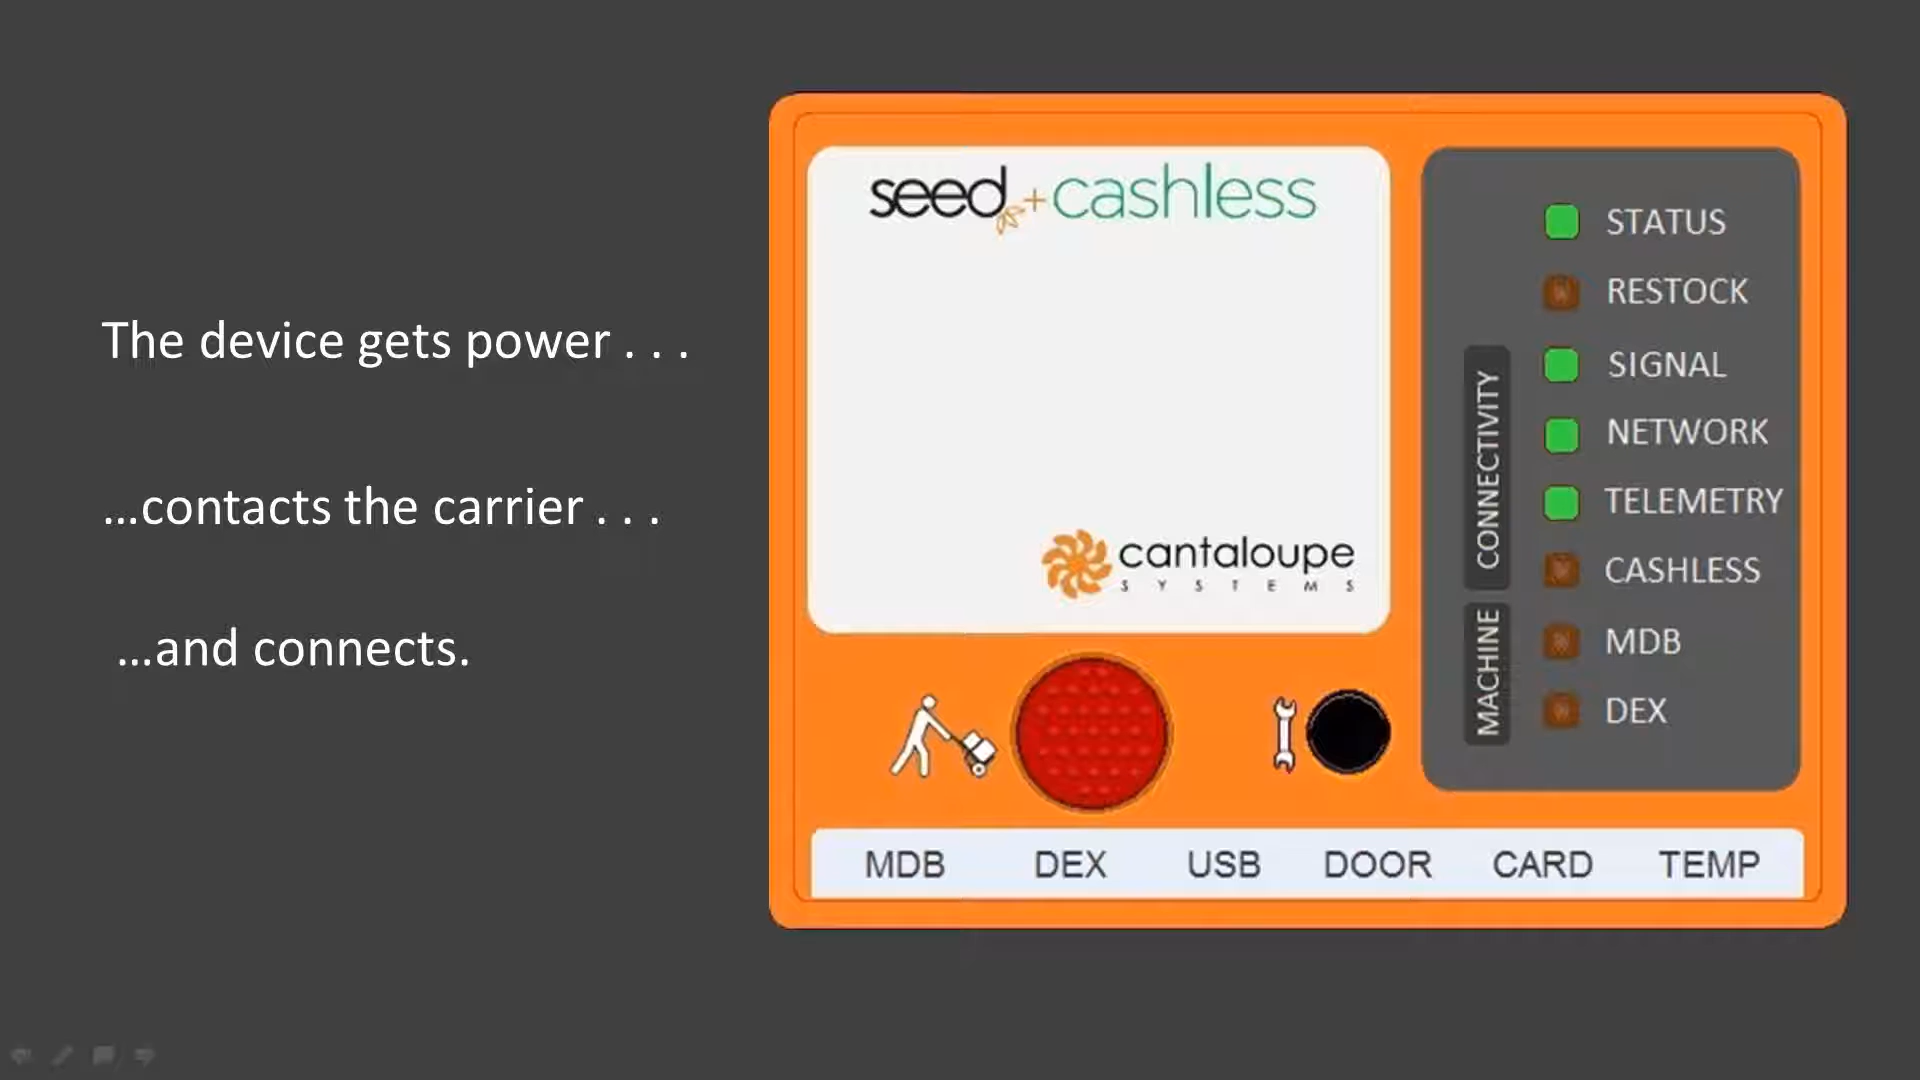 The device gets power . . .
...contacts the carrier . . .
...and connects.
seed+cashless
cantaloupe
SYSTEMS
STATUS
RESTOCK
CONNECTIVITY
SIGNAL
NETWORK
TELEMETRY
CASHLESS
MACHINE
MDB
DEX
MDB DEX USB DOOR CARD TEMP